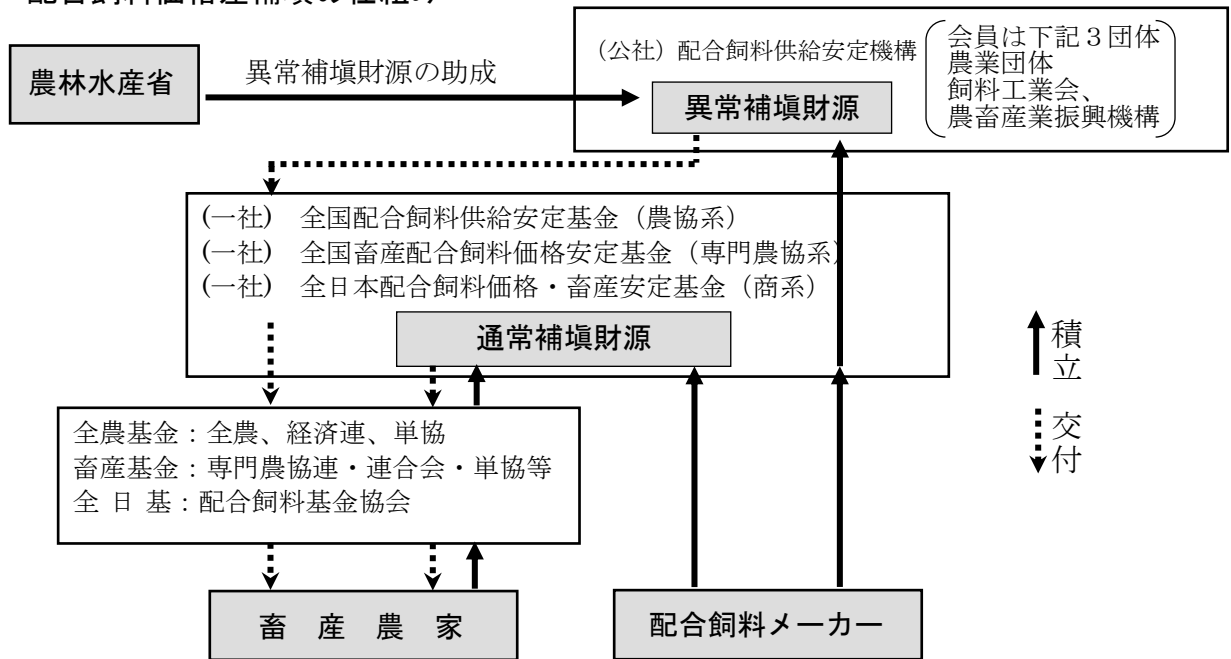 配合飼料価格差補填の仕組み
農林水産省
異常補塡財源の助成
（公社）配合飼料供給安定機構
会員は下記３団体
農業団体
飼料工業会、
農畜産業振興機構
異常補塡財源
(一社)　全国配合飼料供給安定基金（農協系）
(一社)　全国畜産配合飼料価格安定基金（専門農協系）
(一社)　全日本配合飼料価格・畜産安定基金（商系）
通常補塡財源
積立
交付
全農基金：全農、経済連、単協
畜産基金：専門農協連・連合会・単協等
全 日 基：配合飼料基金協会
畜　産　農　家
配合飼料メーカー